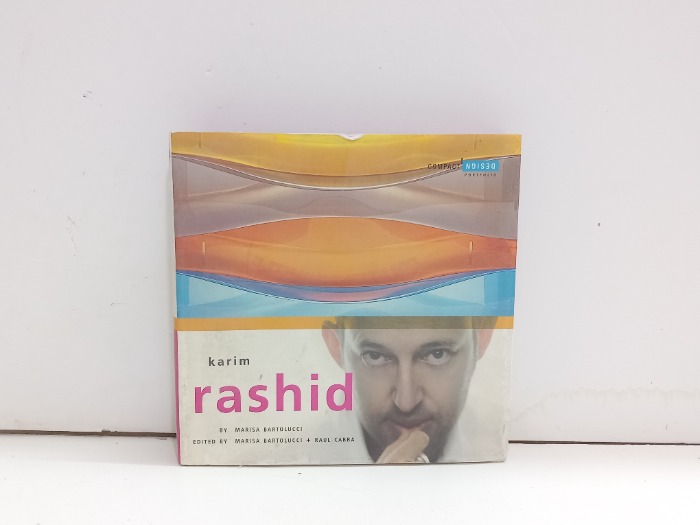 COMPACT DESIGN
PORTFOLIO
karim
rashid
BY MARISA BARTOLUCCI
EDITED BY MARISA BARTOLUCCI + RAUL CABRA